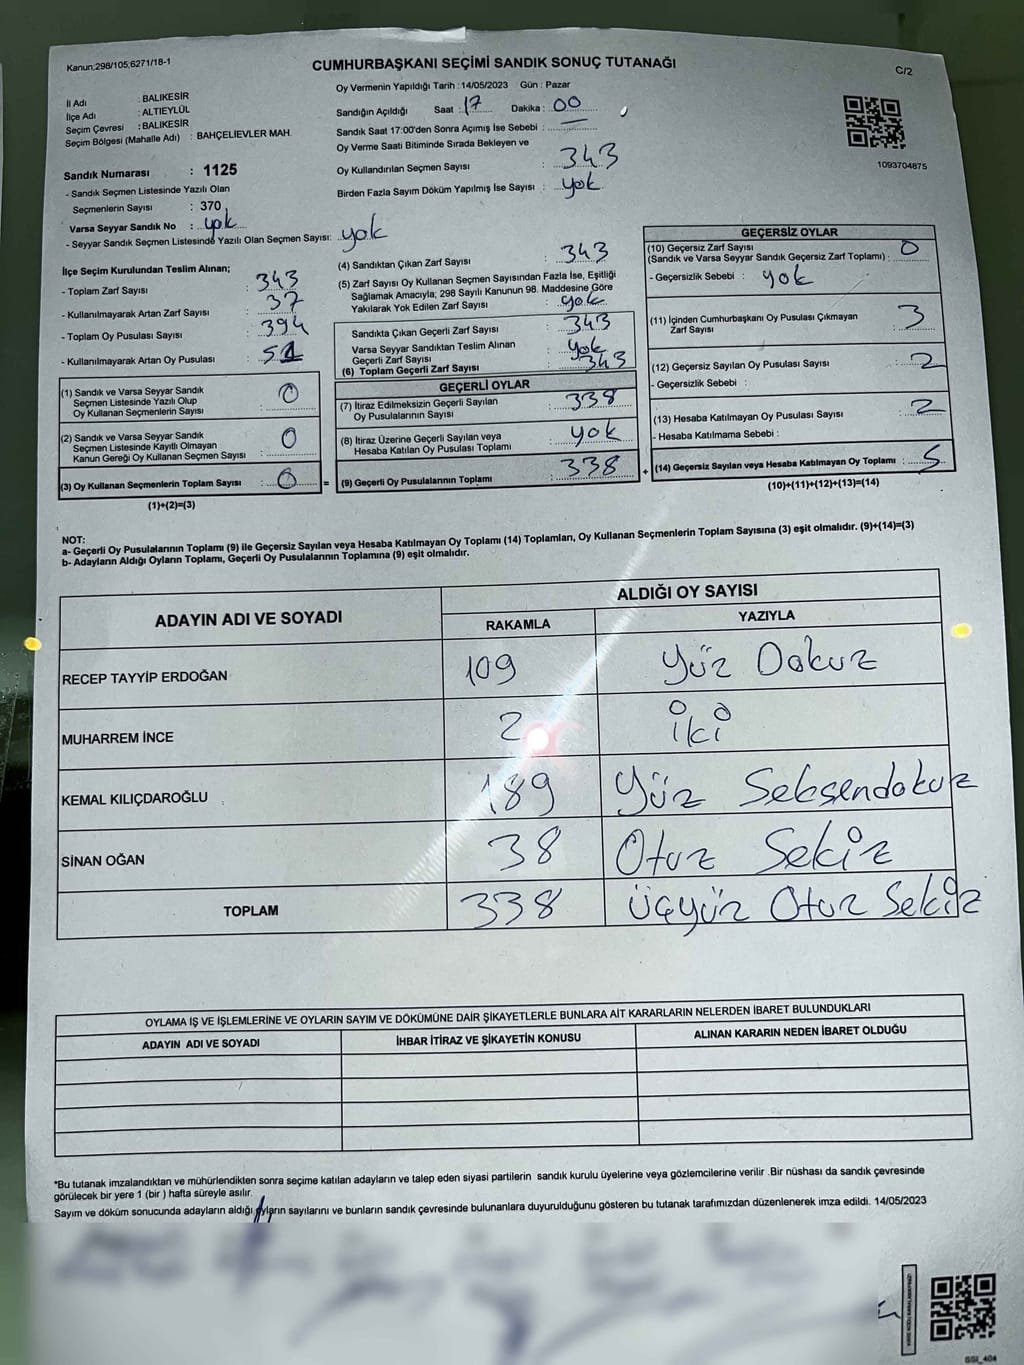 Kanun:298/105;6271/18-1
CUMHURBAŞKANI SEÇİMİ SANDIK SONUÇ TUTANAĞI
C/2
Oy Vermenin Yapıldığı Tarih : 14/05/2023 Gün : Pazar
İl Adı : BALIKESİR
İlçe Adı : ALTIEYLÜL
Seçim Çevresi : BALIKESİR
Seçim Bölgesi (Mahalle Adı) : BAHÇELİEVLER MAH.
Sandığın Açıldığı Saat : 17 Dakika : 00
Sandık Saat 17:00'den Sonra Açımış İse Sebebi : —
Oy Verme Saati Bitiminde Sırada Bekleyen ve
Oy Kullandırılan Seçmen Sayısı : 343
Birden Fazla Sayım Döküm Yapılmış İse Sayısı : yok
1093704875
Sandık Numarası : 1125
- Sandık Seçmen Listesinde Yazılı Olan
Seçmenlerin Sayısı : 370
Varsa Seyyar Sandık No : yok
- Seyyar Sandık Seçmen Listesinde Yazılı Olan Seçmen Sayısı: yok
İlçe Seçim Kurulundan Teslim Alınan;
- Toplam Zarf Sayısı : 343
- Kullanılmayarak Artan Zarf Sayısı : 37
- Toplam Oy Pusulası Sayısı : 394
- Kullanılmayarak Artan Oy Pusulası : 51
(1) Sandık ve Varsa Seyyar Sandık
Seçmen Listesinde Yazılı Olup
Oy Kullanan Seçmenlerin Sayısı : 0
(2) Sandık ve Varsa Seyyar Sandık
Seçmen Listesinde Kayıtlı Olmayan
Kanun Gereği Oy Kullanan Seçmen Sayısı : 0
(3) Oy Kullanan Seçmenlerin Toplam Sayısı : 0 =
(1)+(2)=(3)
(4) Sandıktan Çıkan Zarf Sayısı : 343
(5) Zarf Sayısı Oy Kullanan Seçmen Sayısından Fazla İse, Eşitliği
Sağlamak Amacıyla; 298 Sayılı Kanunun 98. Maddesine Göre
Yakılarak Yok Edilen Zarf Sayısı : yok
Sandıkta Çıkan Geçerli Zarf Sayısı : 343
Varsa Seyyar Sandıktan Teslim Alınan
Geçerli Zarf Sayısı : yok
(6) Toplam Geçerli Zarf Sayısı : 343
GEÇERLİ OYLAR
(7) İtiraz Edilmeksizin Geçerli Sayılan
Oy Pusulalarının Sayısı : 338
(8) İtiraz Üzerine Geçerli Sayılan veya
Hesaba Katılan Oy Pusulası Toplamı : yok
(9) Geçerli Oy Pusulalarının Toplamı : 338 +
GEÇERSİZ OYLAR
(10) Geçersiz Zarf Sayısı
(Sandık ve Varsa Seyyar Sandık Geçersiz Zarf Toplamı) : 0
- Geçersizlik Sebebi : yok
(11) İçinden Cumhurbaşkanı Oy Pusulası Çıkmayan
Zarf Sayısı : 3
(12) Geçersiz Sayılan Oy Pusulası Sayısı : 2
- Geçersizlik Sebebi :
(13) Hesaba Katılmayan Oy Pusulası Sayısı : 2
- Hesaba Katılmama Sebebi :
(14) Geçersiz Sayılan veya Hesaba Katılmayan Oy Toplamı : 5
(10)+(11)+(12)+(13)=(14)
NOT:
a- Geçerli Oy Pusulalarının Toplamı (9) ile Geçersiz Sayılan veya Hesaba Katılmayan Oy Toplamı (14) Toplamları, Oy Kullanan Seçmenlerin Toplam Sayısına (3) eşit olmalıdır. (9)+(14)=(3)
b- Adayların Aldığı Oyların Toplamı, Geçerli Oy Pusulalarının Toplamına (9) eşit olmalıdır.
ADAYIN ADI VE SOYADI ALDIĞI OY SAYISI
RAKAMLA YAZIYLA
RECEP TAYYİP ERDOĞAN 109 Yüz Dokuz
MUHARREM İNCE 2 iki
KEMAL KILIÇDAROĞLU 189 Yüz Seksendokuz
SİNAN OĞAN 38 Otuz Sekiz
TOPLAM 338 üçyüz Otuz Sekiz
OYLAMA İŞ VE İŞLEMLERİNE VE OYLARIN SAYIM VE DÖKÜMÜNE DAİR ŞİKAYETLERLE BUNLARA AİT KARARLARIN NELERDEN İBARET BULUNDUKLARI
ADAYIN ADI VE SOYADI İHBAR İTİRAZ VE ŞİKAYETİN KONUSU ALINAN KARARIN NEDEN İBARET OLDUĞU
*Bu tutanak imzalandıktan ve mühürlendikten sonra seçime katılan adayların ve talep eden siyasi partilerin sandık kurulu üyelerine veya gözlemcilerine verilir .Bir nüshası da sandık çevresinde
görülecek bir yere 1 (bir ) hafta süreyle asılır.
Sayım ve döküm sonucunda adayların aldığı oyların sayılarını ve bunların sandık çevresinde bulunanlara duyurulduğunu gösteren bu tutanak tarafımızdan düzenlenerek imza edildi. 14/05/2023
SSI_404